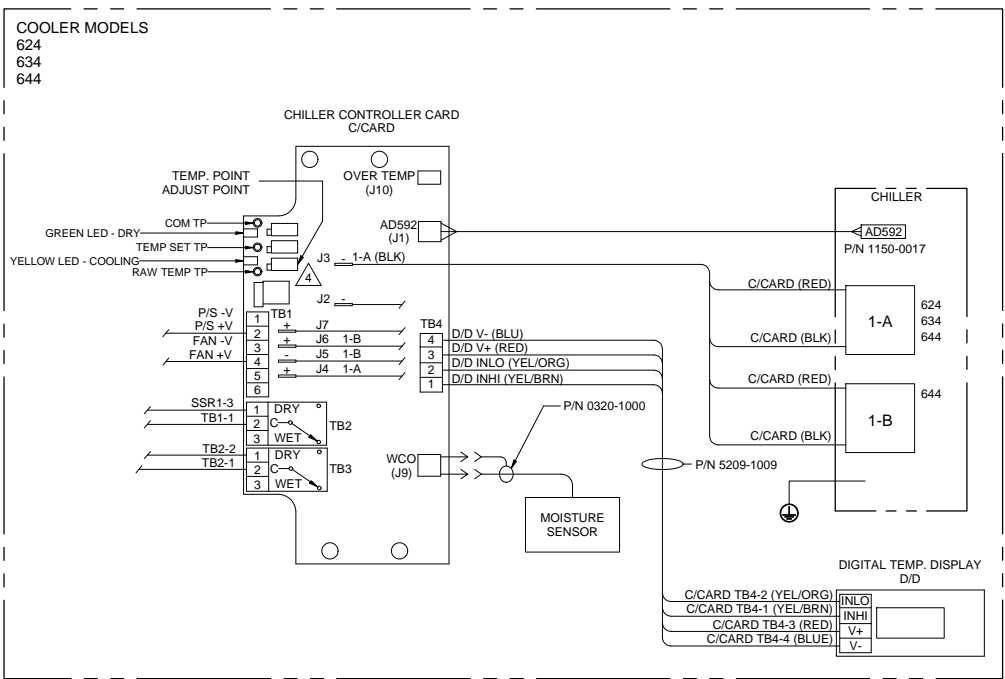 COOLER MODELS
624
634
644
CHILLER CONTROLLER CARD
C/CARD
TEMP. POINT
ADJUST POINT
OVER TEMP
(J10)
COM TP
GREEN LED - DRY
TEMP SET TP
YELLOW LED - COOLING
RAW TEMP TP
AD592
(J1)
J3 - 1-A (BLK)
4
J2 -
CHILLER
AD592
P/N 1150-0017
C/CARD (RED)
C/CARD (BLK)
1-A
624
634
644
C/CARD (RED)
C/CARD (BLK)
1-B
644
P/S -V
P/S +V
FAN -V
FAN +V
1
2
3
4
5
6
TB1
+ J7
+ J6 1-B
- J5 1-B
+ J4 1-A
TB4
4
3
2
1
D/D V- (BLU)
D/D V+ (RED)
D/D INLO (YEL/ORG)
D/D INHI (YEL/BRN)
SSR1-3
TB1-1
1 DRY
2 C
3 WET
TB2
TB2-2
TB2-1
1 DRY
2 C
3 WET
TB3
WCO
(J9)
P/N 0320-1000
P/N 5209-1009
MOISTURE
SENSOR
DIGITAL TEMP. DISPLAY
D/D
C/CARD TB4-2 (YEL/ORG)
C/CARD TB4-1 (YEL/BRN)
C/CARD TB4-3 (RED)
C/CARD TB4-4 (BLUE)
INLO
INHI
V+
V-